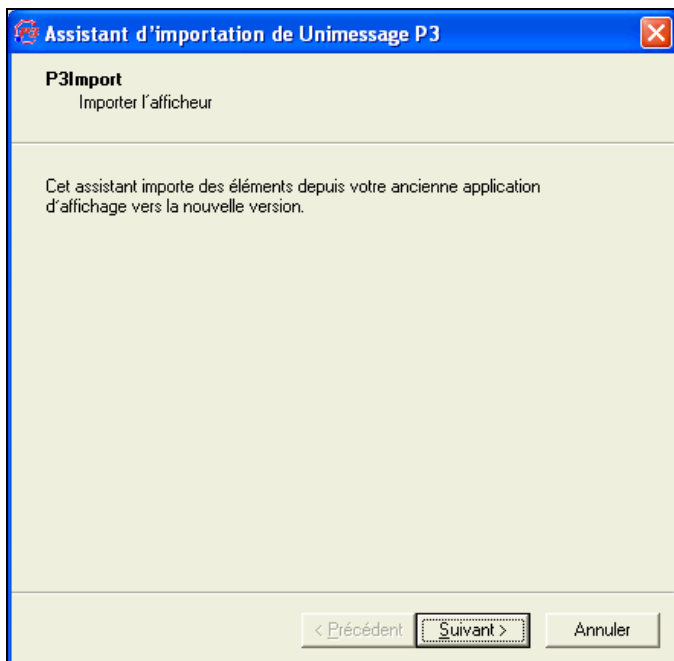 Assistant d'importation de Unimessage P3
P3Import
Importer l´afficheur
Cet assistant importe des éléments depuis votre ancienne application
d´affichage vers la nouvelle version.
< Précédent
Suivant >
Annuler